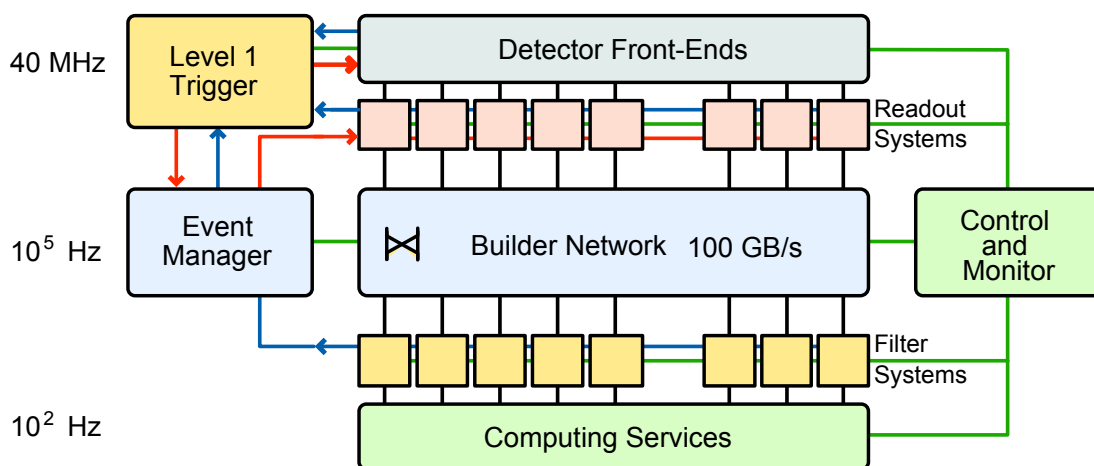 Level 1
Trigger
Detector Front-Ends
40 MHz
Readout
Systems
Event
Manager
Builder Network 100 GB/s
Control
and
Monitor
10⁵ Hz
Filter
Systems
10² Hz
Computing Services